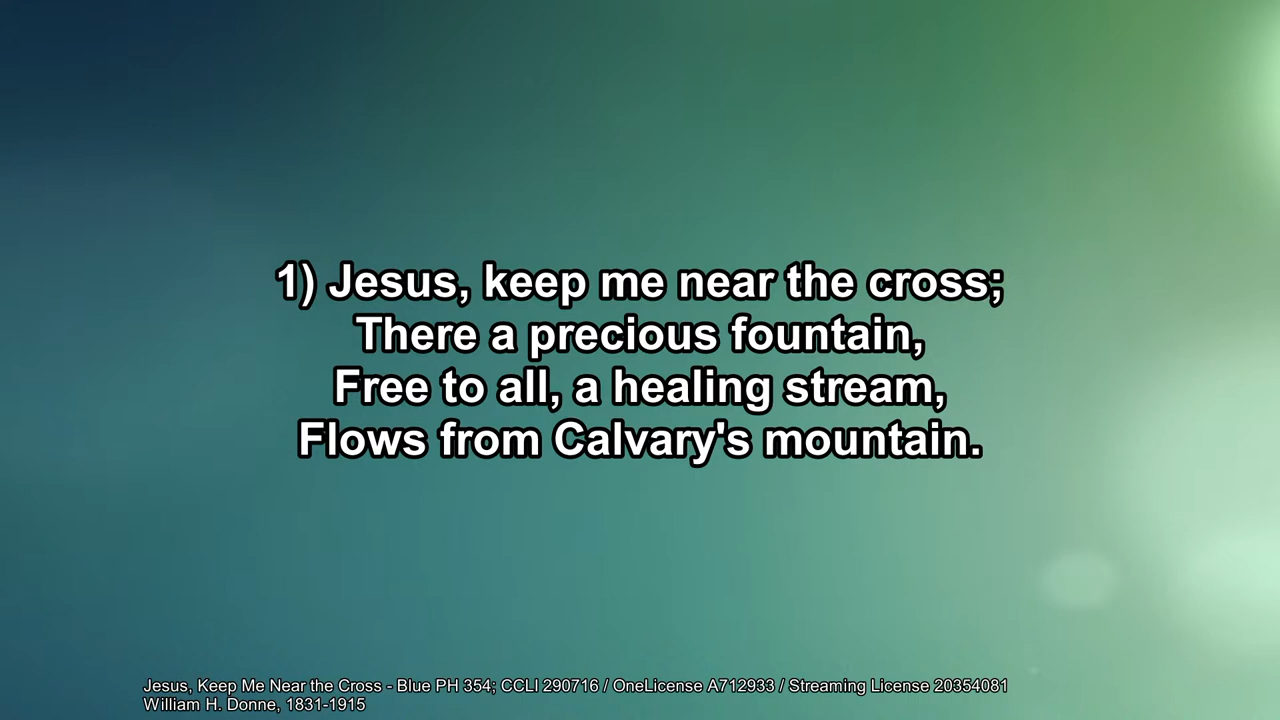 1) Jesus, keep me near the cross;
There a precious fountain,
Free to all, a healing stream,
Flows from Calvary's mountain.
Jesus, Keep Me Near the Cross - Blue PH 354; CCLI 290716 / OneLicense A712933 / Streaming License 20354081
William H. Donne, 1831-1915